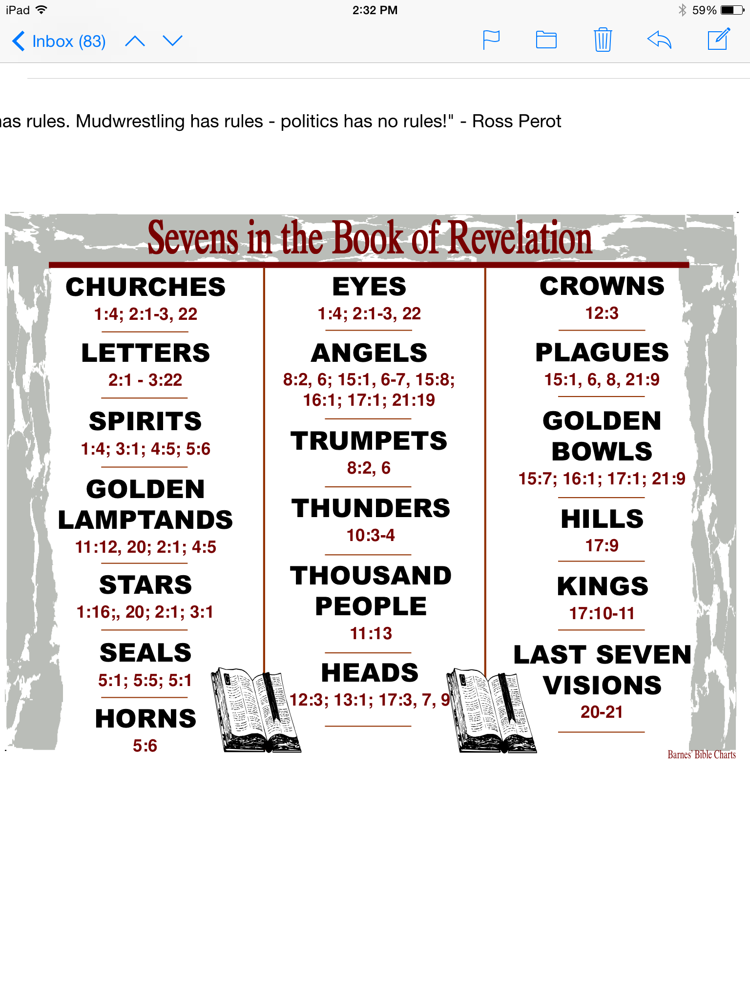 iPad 2:32 PM 59%
Inbox (83)
has rules. Mudwrestling has rules - politics has no rules!" - Ross Perot
Sevens in the Book of Revelation
CHURCHES
1:4; 2:1-3, 22
LETTERS
2:1 - 3:22
SPIRITS
1:4; 3:1; 4:5; 5:6
GOLDEN
LAMPTANDS
11:12, 20; 2:1; 4:5
STARS
1:16;, 20; 2:1; 3:1
SEALS
5:1; 5:5; 5:1
HORNS
5:6
EYES
1:4; 2:1-3, 22
ANGELS
8:2, 6; 15:1, 6-7, 15:8;
16:1; 17:1; 21:19
TRUMPETS
8:2, 6
THUNDERS
10:3-4
THOUSAND
PEOPLE
11:13
HEADS
12:3; 13:1; 17:3, 7, 9
CROWNS
12:3
PLAGUES
15:1, 6, 8, 21:9
GOLDEN
BOWLS
15:7; 16:1; 17:1; 21:9
HILLS
17:9
KINGS
17:10-11
LAST SEVEN
VISIONS
20-21
Barnes' Bible Charts